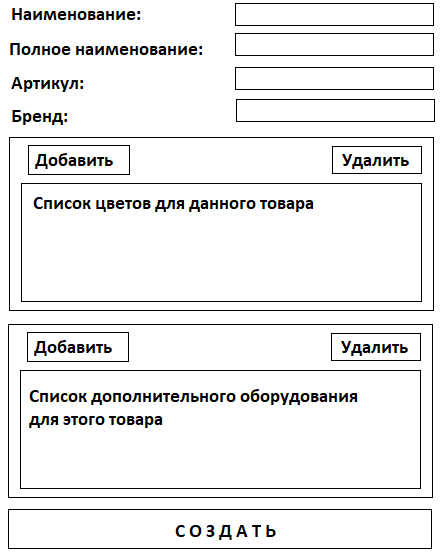 Наименование:
Полное наименование:
Артикул:
Бренд:
Добавить Удалить
Список цветов для данного товара
Добавить Удалить
Список дополнительного оборудования
для этого товара
СОЗДАТЬ